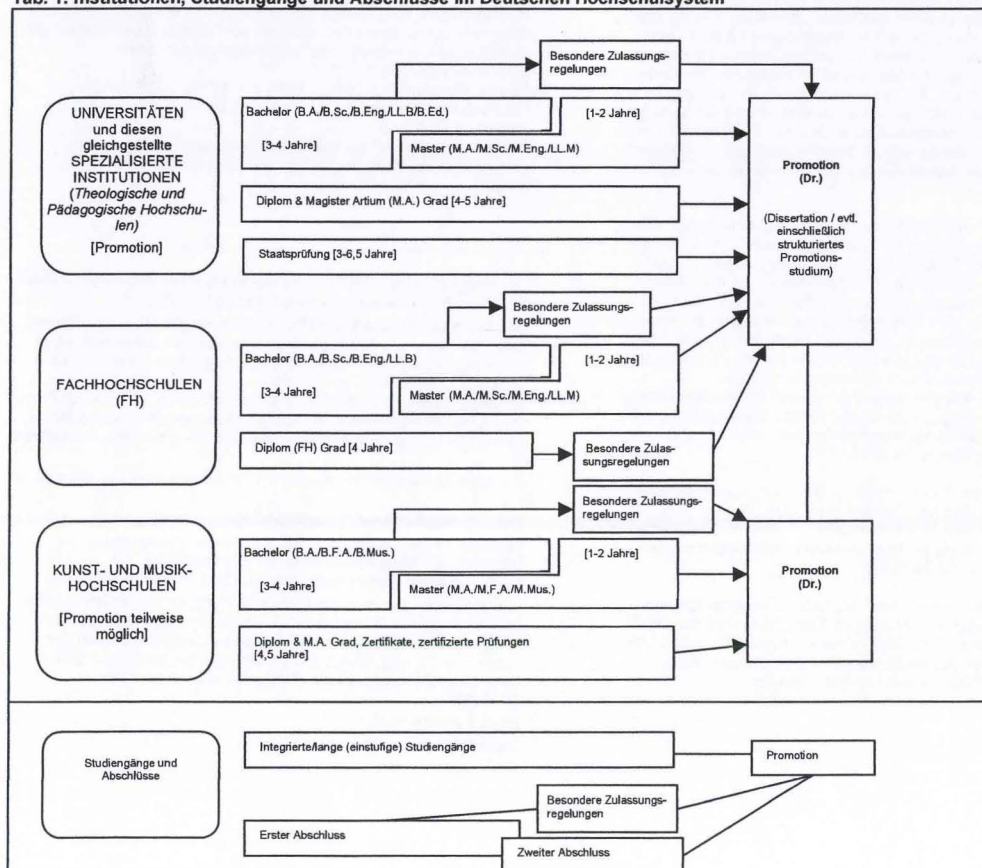 Tab. 1: Institutionen, Studiengänge und Abschlüsse im Deutschen Hochschulsystem
UNIVERSITÄTEN
und diesen
gleichgestellte
SPEZIALISIERTE
INSTITUTIONEN
(Theologische und
Pädagogische Hochschu-
len)
[Promotion]
Besondere Zulassungs-
regelungen
Bachelor (B.A./B.Sc./B.Eng./LL.B/B.Ed.)
[3-4 Jahre]
[1-2 Jahre]
Master (M.A./M.Sc./M.Eng./LL.M)
Diplom & Magister Artium (M.A.) Grad [4-5 Jahre]
Staatsprüfung [3-6,5 Jahre]
Promotion
(Dr.)
(Dissertation / evtl.
einschließlich
strukturiertes
Promotions-
studium)
FACHHOCHSCHULEN
(FH)
Besondere Zulassungs-
regelungen
Bachelor (B.A./B.Sc./B.Eng./LL.B)
[3-4 Jahre]
[1-2 Jahre]
Master (M.A./M.Sc./M.Eng./LL.M)
Diplom (FH) Grad [4 Jahre]
Besondere Zulas-
sungsregelungen
KUNST- UND MUSIK-
HOCHSCHULEN
[Promotion teilweise
möglich]
Besondere Zulassungs-
regelungen
Bachelor (B.A./B.F.A./B.Mus.)
[3-4 Jahre]
[1-2 Jahre]
Master (M.A./M.F.A./M.Mus.)
Diplom & M.A. Grad, Zertifikate, zertifizierte Prüfungen
[4,5 Jahre]
Promotion
(Dr.)
Studiengänge und
Abschlüsse
Integrierte/lange (einstufige) Studiengänge
Promotion
Besondere Zulassungs-
regelungen
Erster Abschluss
Zweiter Abschluss